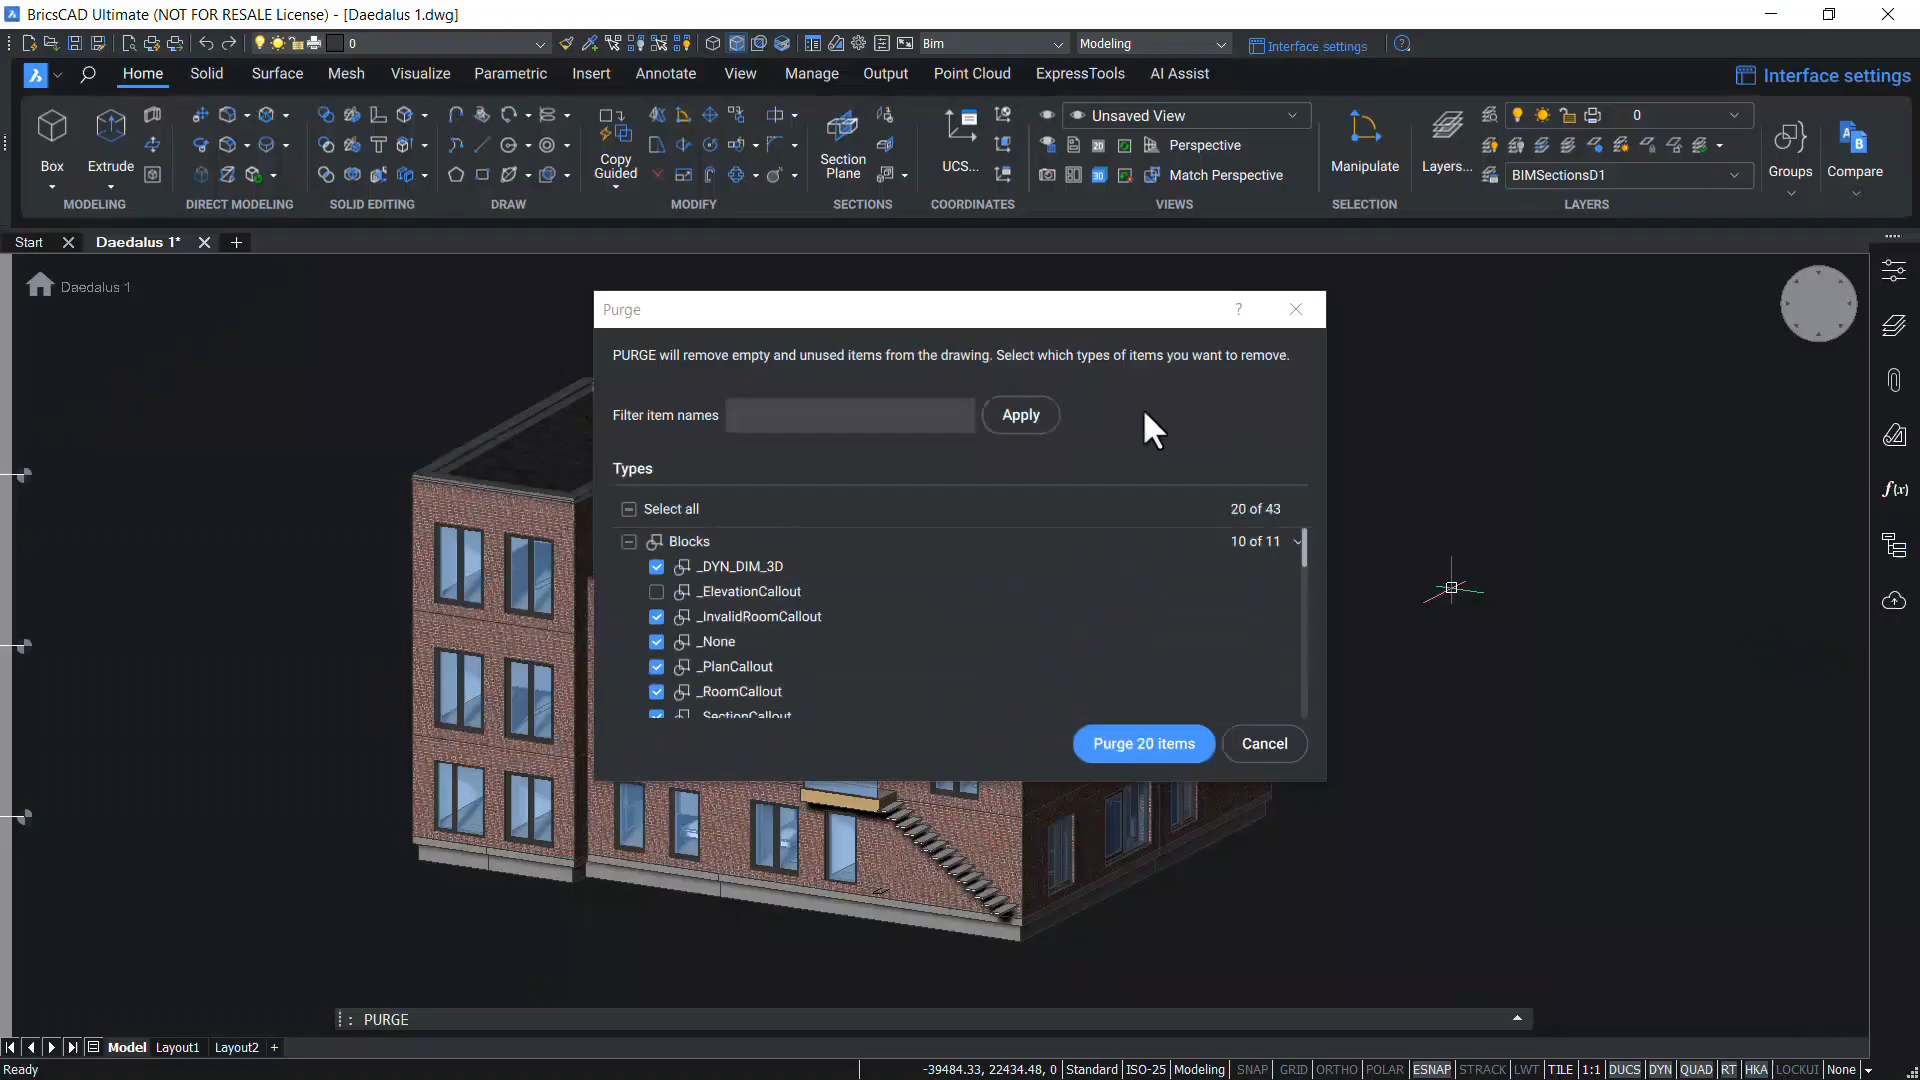 BricsCAD Ultimate (NOT FOR RESALE License) - [Daedalus 1.dwg]
0
Bim
Modeling
Interface settings
Home
Solid
Surface
Mesh
Visualize
Parametric
Insert
Annotate
View
Manage
Output
Point Cloud
ExpressTools
AI Assist
Interface settings
Box
Extrude
MODELING
DIRECT MODELING
SOLID EDITING
DRAW
Copy
Guided
MODIFY
Section
Plane
SECTIONS
UCS...
COORDINATES
Unsaved View
Perspective
Match Perspective
VIEWS
Manipulate
SELECTION
Layers...
0
BIMSectionsD1
LAYERS
Groups
Compare
Start
Daedalus 1*
Daedalus 1
Purge
PURGE will remove empty and unused items from the drawing. Select which types of items you want to remove.
Filter item names
Apply
Types
Select all
20 of 43
Blocks
10 of 11
_DYN_DIM_3D
_ElevationCallout
_InvalidRoomCallout
_None
_PlanCallout
_RoomCallout
_SectionCallout
Purge 20 items
Cancel
f(x)
: PURGE
Model
Layout1
Layout2
+
Ready
-39484.33, 22434.48, 0
Standard
ISO-25
Modeling
SNAP
GRID
ORTHO
POLAR
ESNAP
STRACK
LWT
TILE
1:1
DUCS
DYN
QUAD
RT
HKA
LOCKUI
None